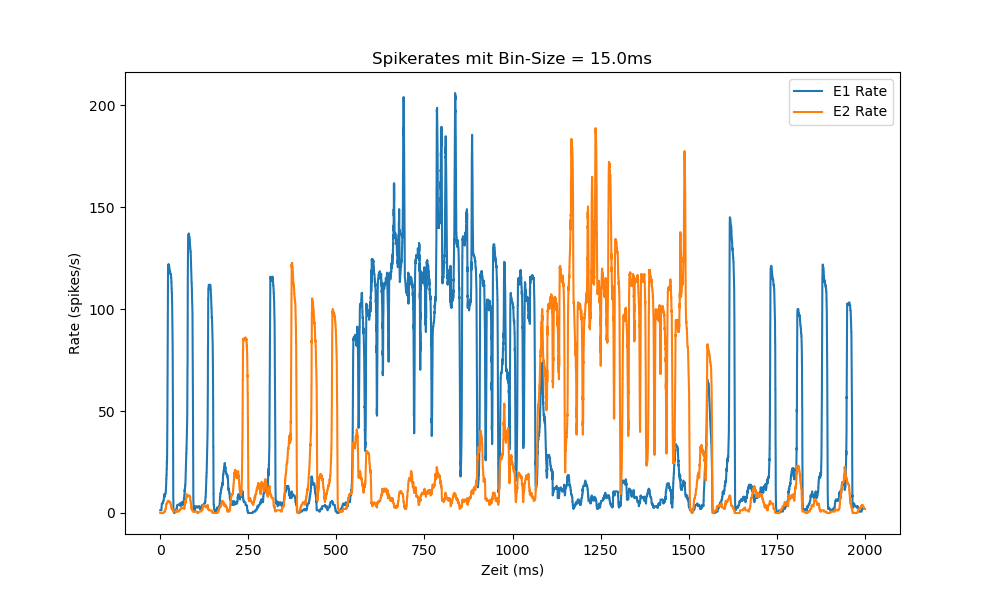 Spikerates mit Bin-Size = 15.0ms
E1 Rate
E2 Rate
Rate (spikes/s)
200
150
100
50
0
0 250 500 750 1000 1250 1500 1750 2000
Zeit (ms)